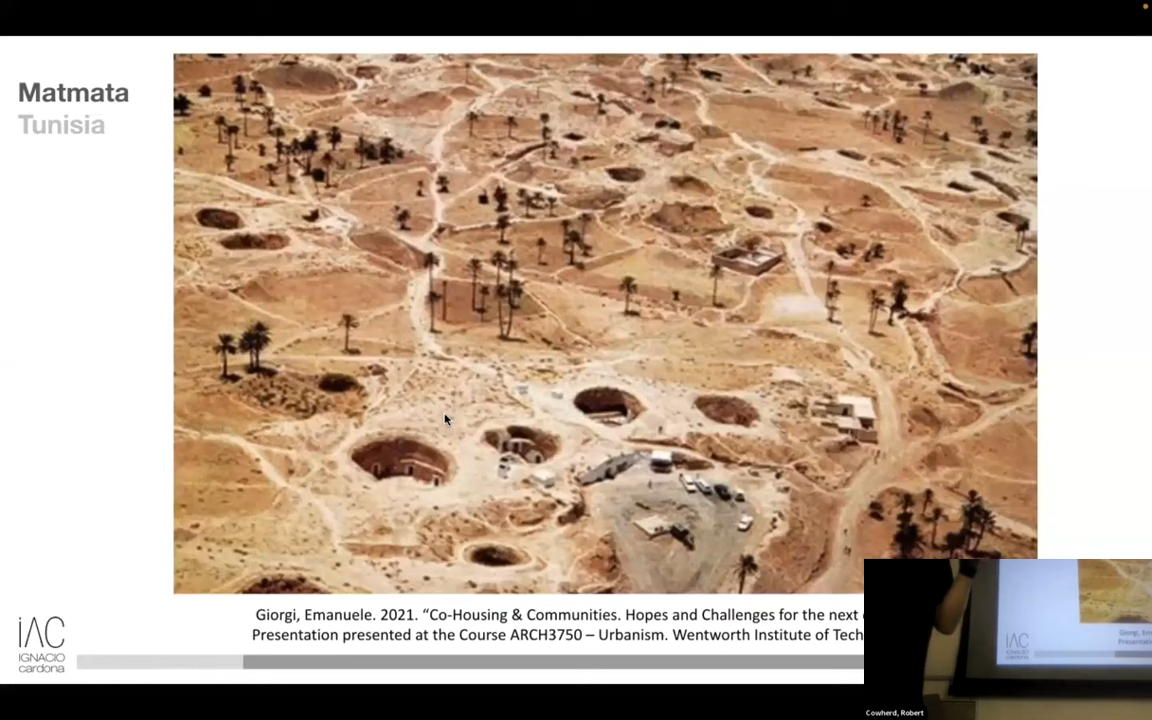 Matmata
Tunisia
Giorgi, Emanuele. 2021. “Co-Housing & Communities. Hopes and Challenges for the next
Presentation presented at the Course ARCH3750 – Urbanism. Wentworth Institute of Tech
IAC
IGNACIO
cardona
IAC
Cowherd, Robert